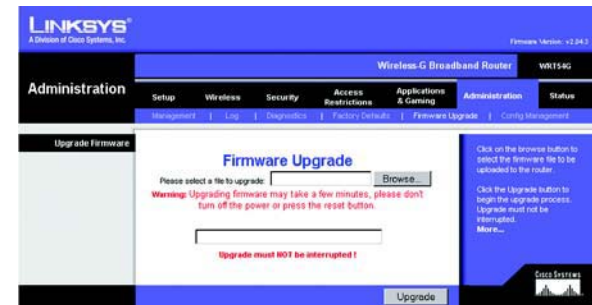 LINKSYS®
A Division of Cisco Systems, Inc.
Firmware Version: v2.04.3
Wireless-G Broadband Router
WRT54G
Administration
Setup
Wireless
Security
Access Restrictions
Applications & Gaming
Administration
Status
Management | Log | Diagnostics | Factory Defaults | Firmware Upgrade | Config Management
Upgrade Firmware
Firmware Upgrade
Please select a file to upgrade:
Browse...
Warning: Upgrading firmware may take a few minutes, please don't
turn off the power or press the reset button.
Upgrade must NOT be interrupted !
Click on the browse button to
select the firmware file to be
uploaded to the router.
Click the Upgrade button to
begin the upgrade process.
Upgrade must not be
interrupted.
More...
Upgrade
CISCO SYSTEMS